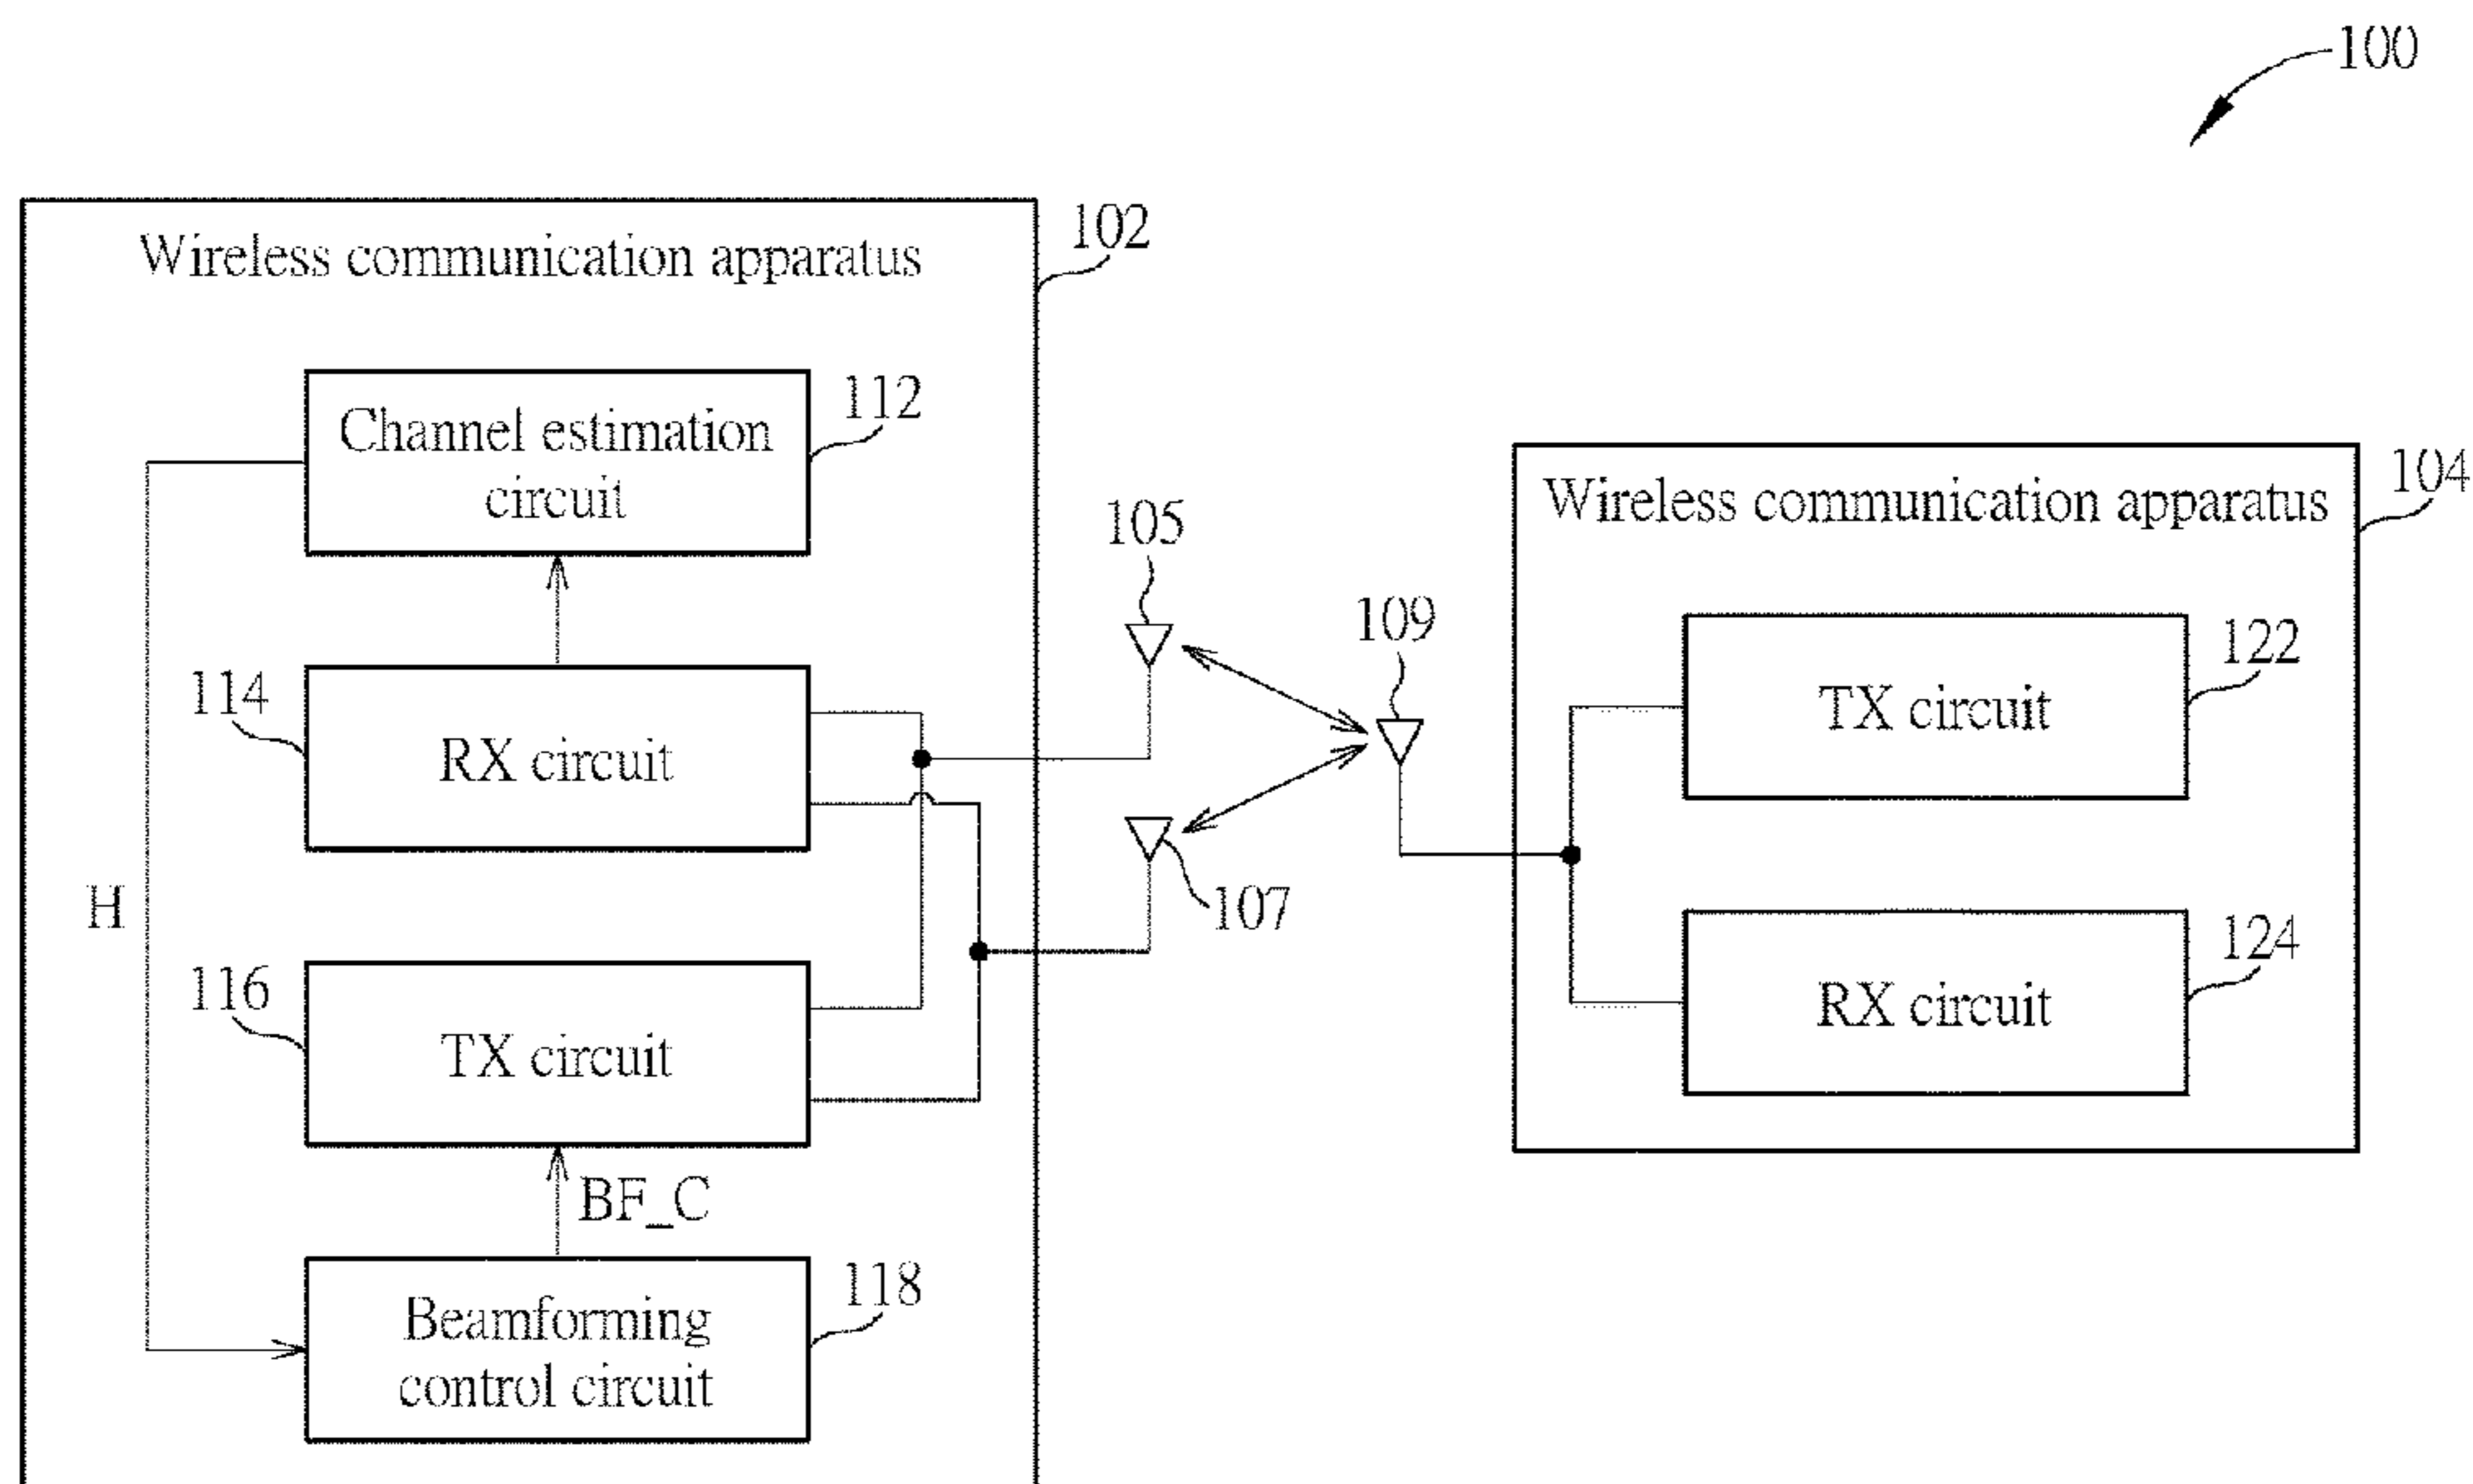 100
102
Wireless communication apparatus
112
Channel estimation
circuit
104
Wireless communication apparatus
105
109
122
TX circuit
114
RX circuit
107
H
124
RX circuit
116
TX circuit
BF_C
118
Beamforming
control circuit